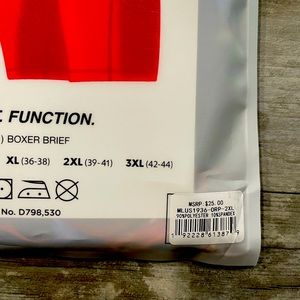 . FUNCTION.
) BOXER BRIEF
XL (36-38) 2XL (39-41) 3XL (42-44)
No. D798,530
MSRP:$25.00
MLUS1936-ORP-2XL
90%POLYESTER 10%SPANDEX
192228613879